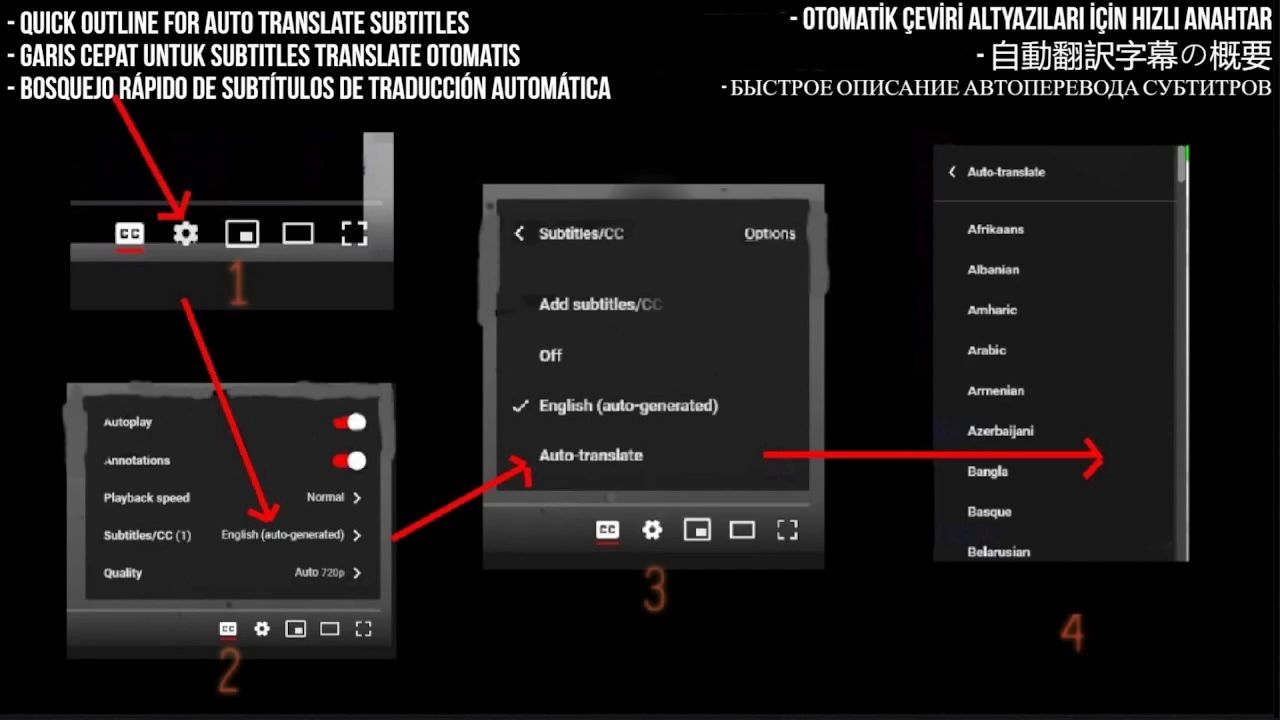 - QUICK OUTLINE FOR AUTO TRANSLATE SUBTITLES
- GARIS CEPAT UNTUK SUBTITLES TRANSLATE OTOMATIS
- BOSQUEJO RÁPIDO DE SUBTÍTULOS DE TRADUCCIÓN AUTOMÁTICA
- OTOMATİK ÇEVİRİ ALTYAZILARI İÇİN HIZLI ANAHTAR
- 自動翻訳字幕の概要
- БЫСТРОЕ ОПИСАНИЕ АВТОПЕРЕВОДА СУБТИТРОВ
CC
1
Autoplay
Annotations
Playback speed Normal
Subtitles/CC (1) English (auto-generated)
Quality Auto 720p
CC
2
Subtitles/CC Options
Add subtitles/CC
Off
English (auto-generated)
Auto-translate
CC
3
Auto-translate
Afrikaans
Albanian
Amharic
Arabic
Armenian
Azerbaijani
Bangla
Basque
Belarusian
4